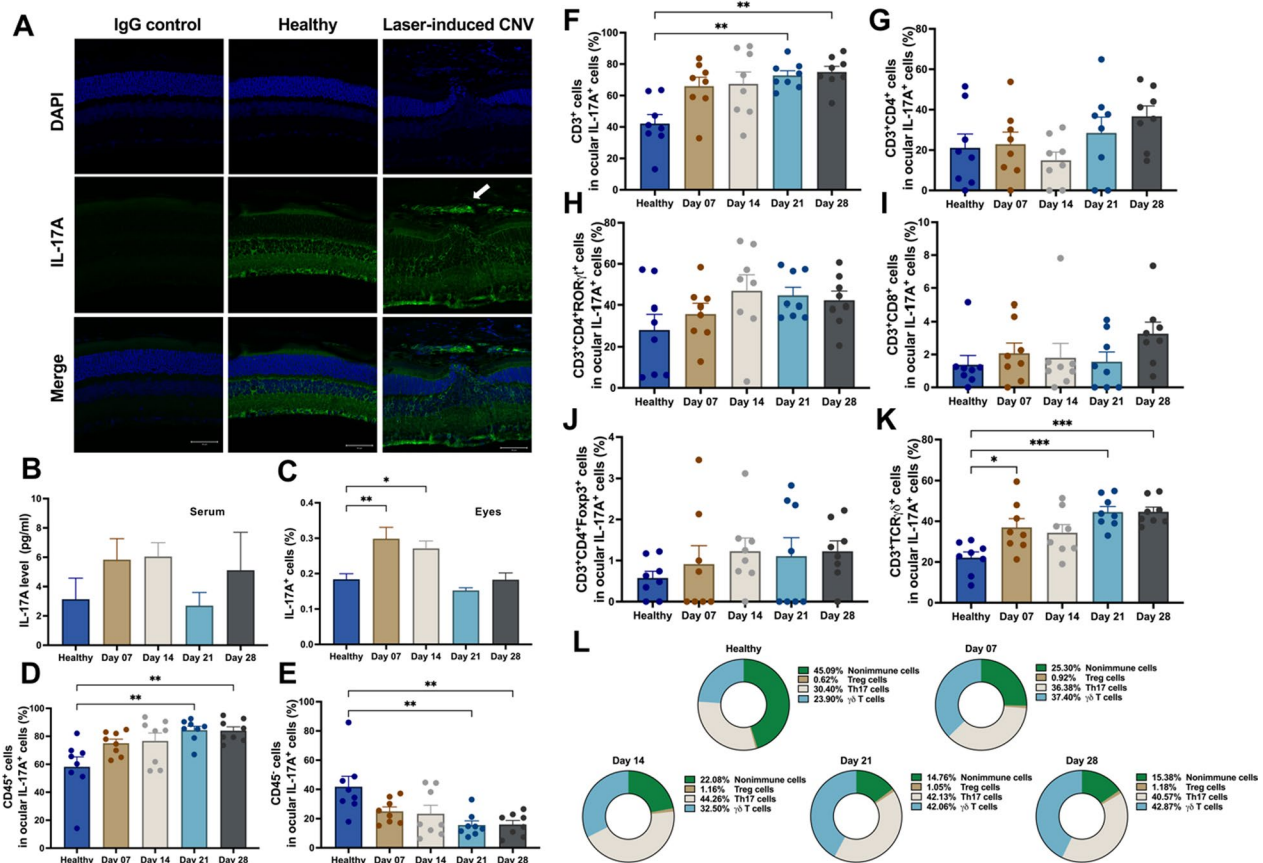 A
IgG control
Healthy
Laser-induced CNV
DAPI
IL-17A
Merge
B
IL-17A level (pg/ml)
10
8
6
4
2
0
Serum
Healthy Day 07 Day 14 Day 21 Day 28
C
IL-17A⁺ cells (%)
0.4
0.3
0.2
0.1
0.0
*
**
Eyes
Healthy Day 07 Day 14 Day 21 Day 28
D
CD45⁺ cells
in ocular IL-17A⁺ cells (%)
100
80
60
40
20
0
**
**
Healthy Day 07 Day 14 Day 21 Day 28
E
CD45⁻ cells
in ocular IL-17A⁺ cells (%)
100
80
60
40
20
0
**
**
Healthy Day 07 Day 14 Day 21 Day 28
F
CD3⁺ cells
in ocular IL-17A⁺ cells (%)
100
80
60
40
20
0
**
**
Healthy Day 07 Day 14 Day 21 Day 28
G
CD3⁺CD4⁺ cells
in ocular IL-17A⁺ cells (%)
80
60
40
20
0
Healthy Day 07 Day 14 Day 21 Day 28
H
CD3⁺CD4⁺RORγt⁺ cells
in ocular IL-17A⁺ cells (%)
80
60
40
20
0
Healthy Day 07 Day 14 Day 21 Day 28
I
CD3⁺CD8⁺ cells
in ocular IL-17A⁺ cells (%)
10
8
6
4
2
0
Healthy Day 07 Day 14 Day 21 Day 28
J
CD3⁺CD4⁺Foxp3⁺ cells
in ocular IL-17A⁺ cells (%)
4
3
2
1
0
Healthy Day 07 Day 14 Day 21 Day 28
K
CD3⁺TCRγδ⁺ cells
in ocular IL-17A⁺ cells (%)
80
60
40
20
0
***
***
*
Healthy Day 07 Day 14 Day 21 Day 28
L
Healthy
45.09% Nonimmune cells
0.62% Treg cells
30.40% Th17 cells
23.90% γδ T cells
Day 07
25.30% Nonimmune cells
0.92% Treg cells
36.38% Th17 cells
37.40% γδ T cells
Day 14
22.08% Nonimmune cells
1.16% Treg cells
44.26% Th17 cells
32.50% γδ T cells
Day 21
14.76% Nonimmune cells
1.05% Treg cells
42.13% Th17 cells
42.06% γδ T cells
Day 28
15.38% Nonimmune cells
1.18% Treg cells
40.57% Th17 cells
42.87% γδ T cells